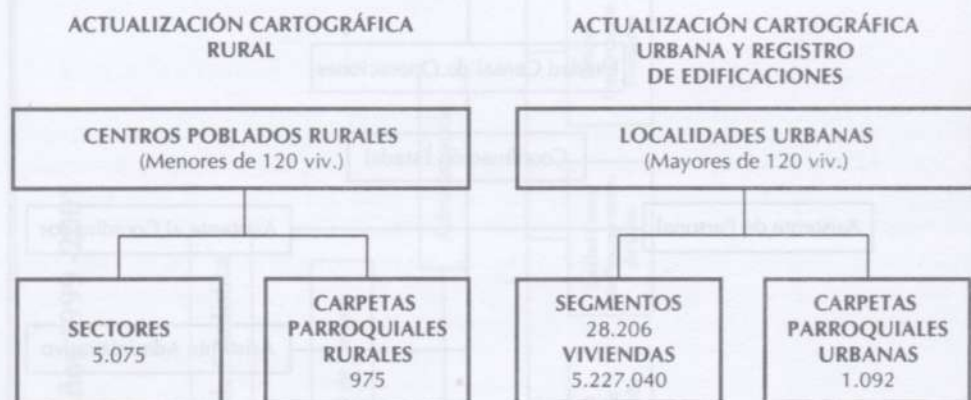 ACTUALIZACIÓN CARTOGRÁFICA
RURAL
CENTROS POBLADOS RURALES
(Menores de 120 viv.)
SECTORES
5.075
CARPETAS
PARROQUIALES
RURALES
975
ACTUALIZACIÓN CARTOGRÁFICA
URBANA Y REGISTRO
DE EDIFICACIONES
LOCALIDADES URBANAS
(Mayores de 120 viv.)
SEGMENTOS
28.206
VIVIENDAS
5.227.040
CARPETAS
PARROQUIALES
URBANAS
1.092